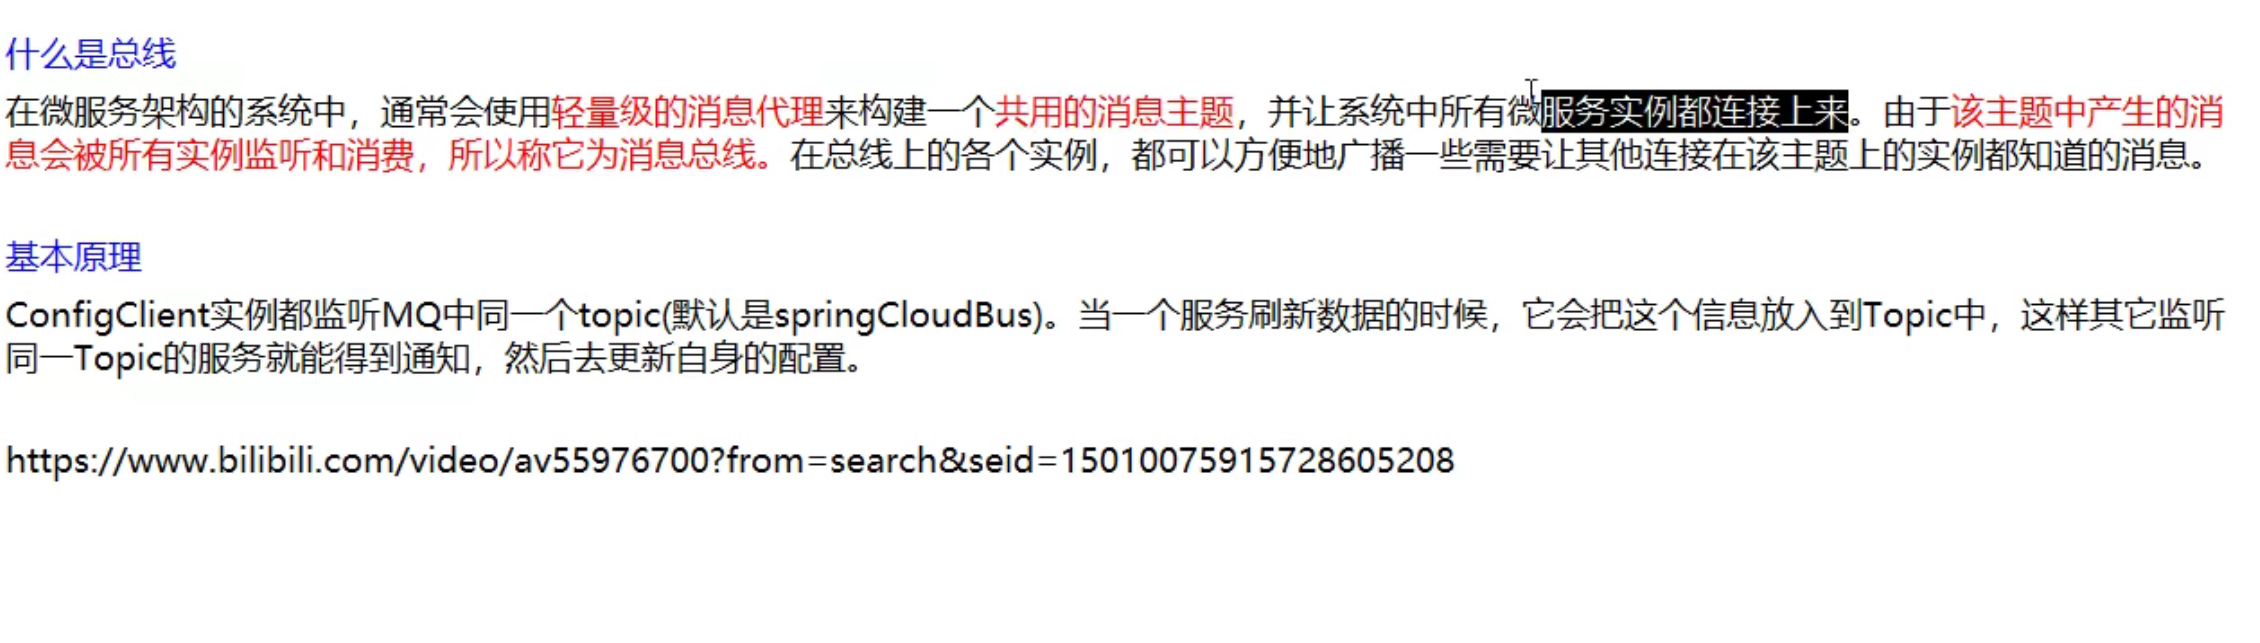 什么是总线
在微服务架构的系统中，通常会使用轻量级的消息代理来构建一个共用的消息主题，并让系统中所有微服务实例都连接上来。由于该主题中产生的消
息会被所有实例监听和消费，所以称它为消息总线。在总线上的各个实例，都可以方便地广播一些需要让其他连接在该主题上的实例都知道的消息。
基本原理
ConfigClient实例都监听MQ中同一个topic(默认是springCloudBus)。当一个服务刷新数据的时候，它会把这个信息放入到Topic中，这样其它监听
同一Topic的服务就能得到通知，然后去更新自身的配置。
https://www.bilibili.com/video/av55976700?from=search&seid=15010075915728605208